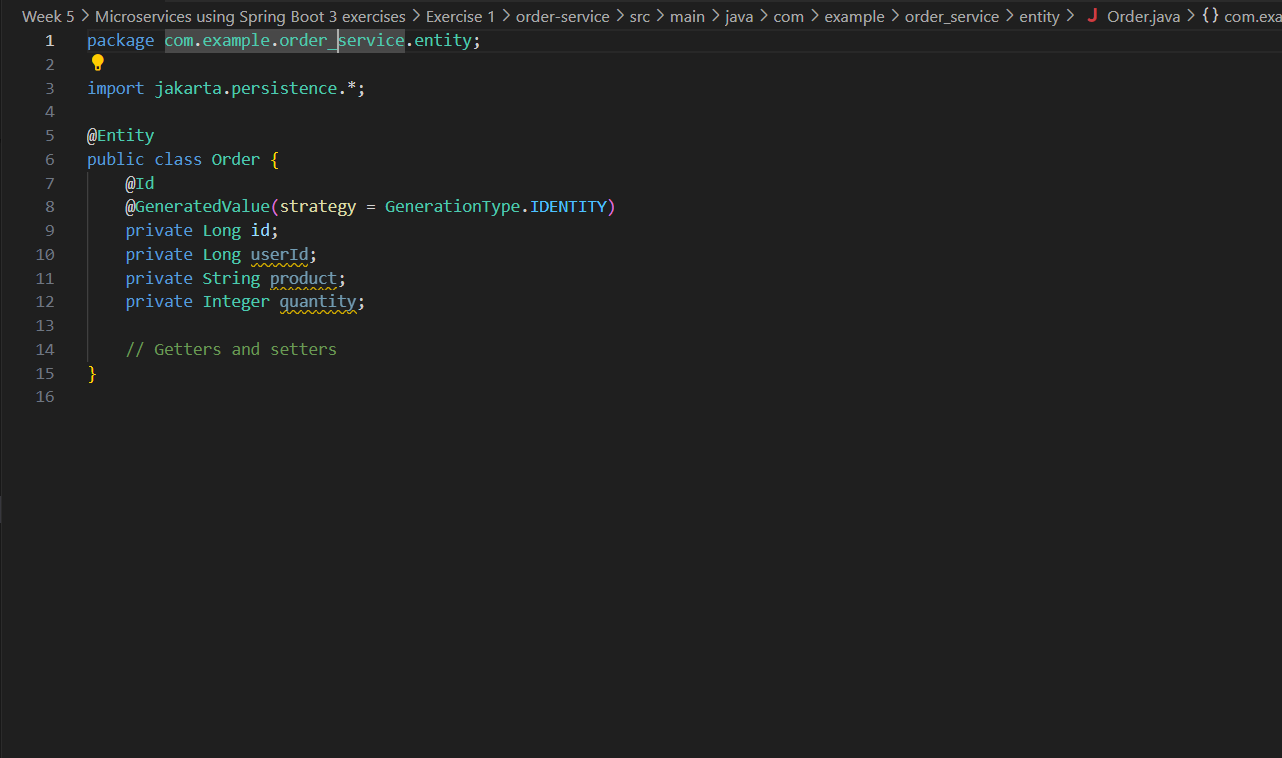 Week 5 > Microservices using Spring Boot 3 exercises > Exercise 1 > order-service > src > main > java > com > example > order_service > entity > J Order.java > {} com.exa
1 package com.example.order_service.entity;
2
3 import jakarta.persistence.*;
4
5 @Entity
6 public class Order {
7     @Id
8     @GeneratedValue(strategy = GenerationType.IDENTITY)
9     private Long id;
10     private Long userId;
11     private String product;
12     private Integer quantity;
13
14     // Getters and setters
15 }
16